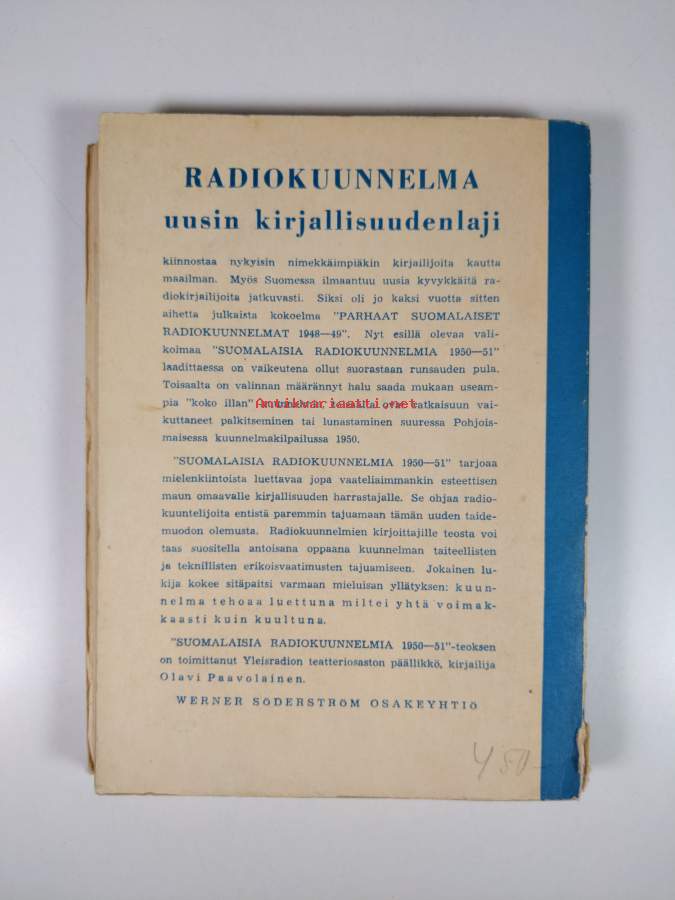 RADIOKUUNNELMA
uusin kirjallisuudenlaji
kiinnostaa nykyisin nimekkäimpiäkin kirjailijoita kautta
maailman. Myös Suomessa ilmaantuu uusia kyvykkäitä ra-
diokirjailijoita jatkuvasti. Siksi oli jo kaksi vuotta sitten
aihetta julkaista kokoelma "PARHAAT SUOMALAISET
RADIOKUUNNELMAT 1948—49". Nyt esillä olevaa vali-
koimaa "SUOMALAISIA RADIOKUUNNELMIA 1950—51"
laadittaessa on vaikeutena ollut suorastaan runsauden pula.
Toisaalta on valinnan määrännyt halu saada mukaan useam-
pia "koko illan" ratkaisuun vai-
Antikvariaatti.net
kuttaneet palkitseminen tai lunastaminen suuressa Pohjois-
maisessa kuunnelmakilpailussa 1950.
"SUOMALAISIA RADIOKUUNNELMIA 1950—51" tarjoaa
mielenkiintoista luettavaa jopa vaateliaimmankin esteettisen
maun omaavalle kirjallisuuden harrastajalle. Se ohjaa radio-
kuuntelijoita entistä paremmin tajuamaan tämän uuden taide-
muodon olemusta. Radiokuunnelmien kirjoittajille teosta voi
taas suositella antoisana oppaana kuunnelman taiteellisten
ja teknillisten erikoisvaatimusten tajuamiseen. Jokainen lu-
kija kokee sitäpaitsi varmaan mieluisan yllätyksen: kuun-
nelma tehoaa luettuna miltei yhtä voimak-
kaasti kuin kuultuna.
"SUOMALAISIA RADIOKUUNNELMIA 1950—51"-teoksen
on toimittanut Yleisradion teatteriosaston päällikkö, kirjailija
Olavi Paavolainen.
WERNER SÖDERSTRÖM OSAKEYHTIÖ
450-